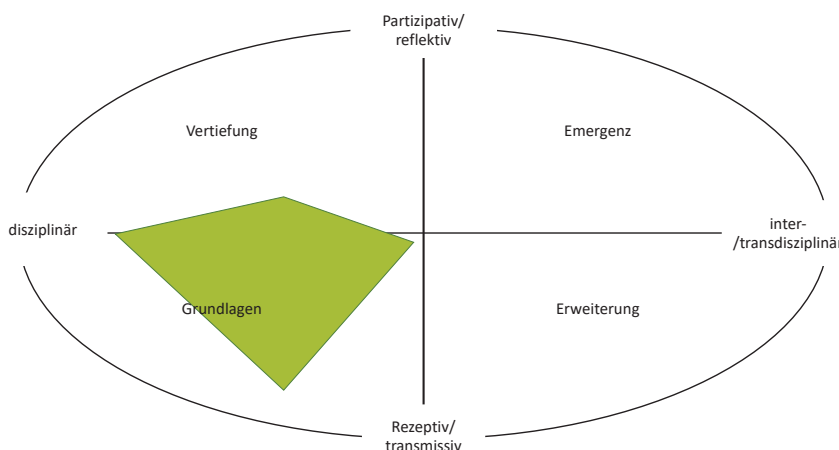 Partizipativ/
reflektiv
Vertiefung
Emergenz
disziplinär
inter-
/transdisziplinär
Grundlagen
Erweiterung
Rezeptiv/
transmissiv